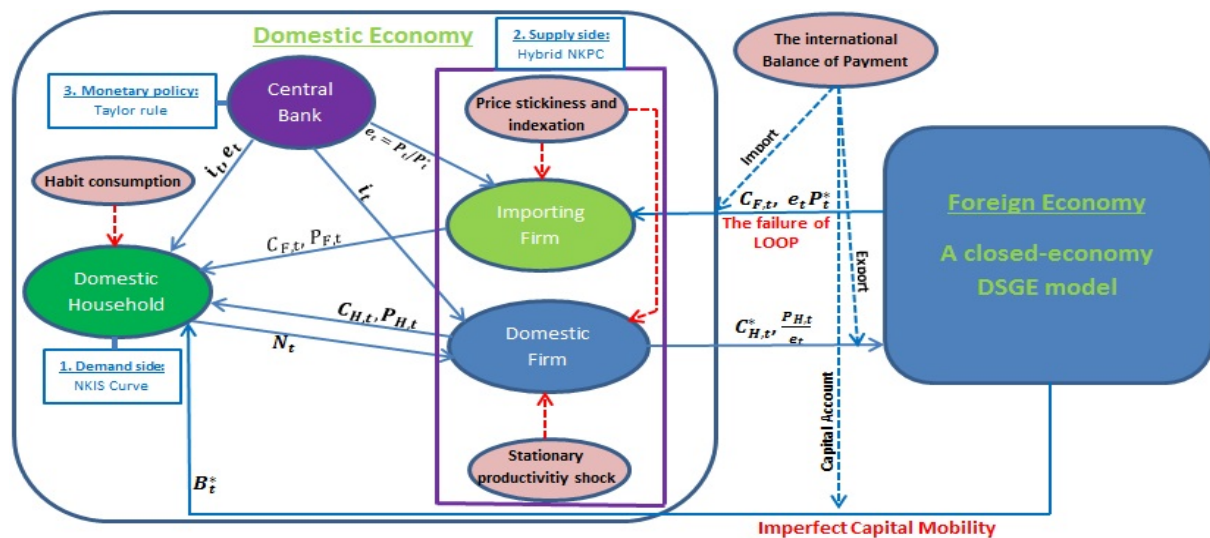 Domestic Economy
2. Supply side:
Hybrid NKPC
The international
Balance of Payment
3. Monetary policy:
Taylor rule
Central
Bank
Price stickiness and
indexation
e_t = P_t/P_t^*
Import
i_t, e_t
i_t
Habit consumption
Importing
Firm
C_{F,t}, e_t P_t^*
The failure of
LOOP
Foreign Economy
A closed-economy
DSGE model
C_{F,t}, P_{F,t}
Export
Domestic
Household
C_{H,t}, P_{H,t}
N_t
Domestic
Firm
C_{H,t}^*, P_{H,t}/e_t
1. Demand side:
NKIS Curve
Capital Account
Stationary
productivitiy shock
B_t^*
Imperfect Capital Mobility